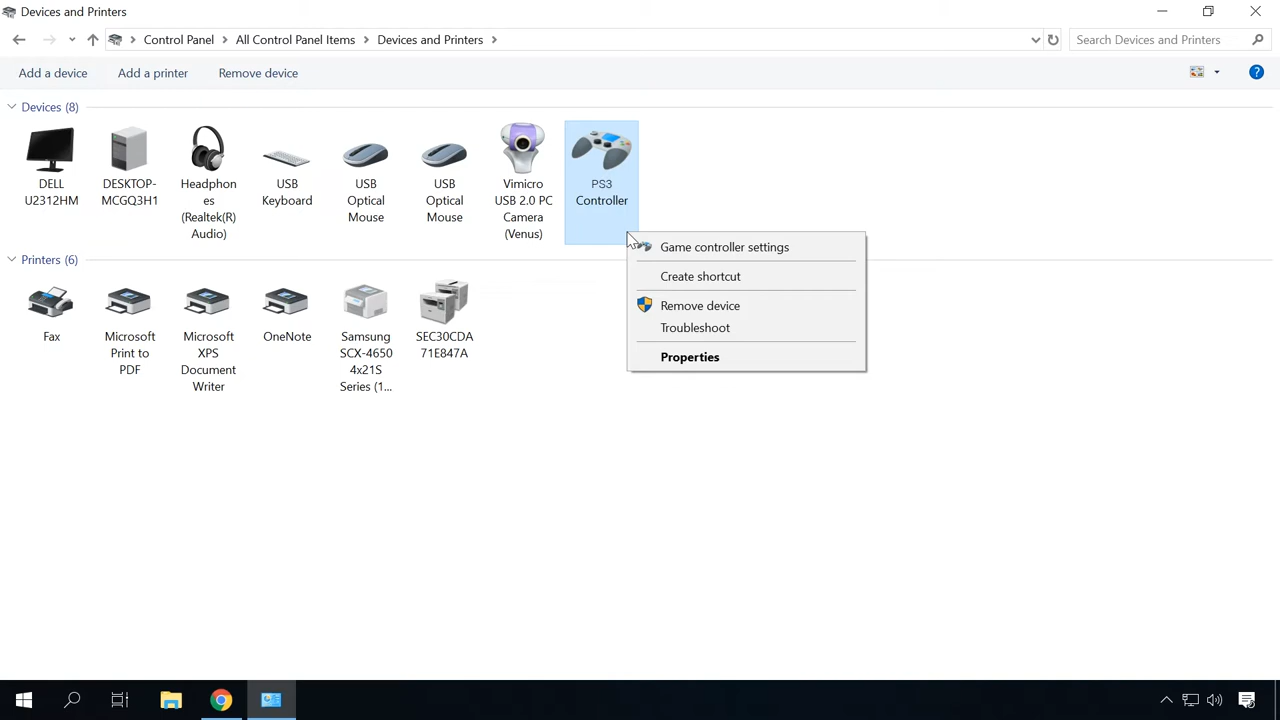 Devices and Printers
Control Panel > All Control Panel Items > Devices and Printers >
Search Devices and Printers
Add a device
Add a printer
Remove device
?
Devices (8)
DELL
U2312HM
DESKTOP-
MCGQ3H1
Headphon
es
(Realtek(R)
Audio)
USB
Keyboard
USB
Optical
Mouse
USB
Optical
Mouse
Vimicro
USB 2.0 PC
Camera
(Venus)
PS3
Controller
Game controller settings
Create shortcut
Remove device
Troubleshoot
Properties
Printers (6)
Fax
Microsoft
Print to
PDF
Microsoft
XPS
Document
Writer
OneNote
Samsung
SCX-4650
4x21S
Series (1...
SEC30CDA
71E847A